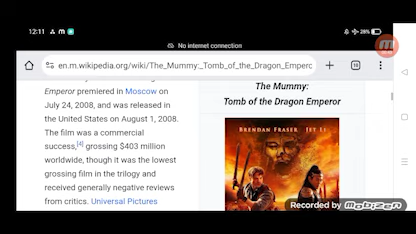 12:11
28%
No internet connection
en.m.wikipedia.org/wiki/The_Mummy:_Tomb_of_the_Dragon_Emperc
Emperor premiered in Moscow on
July 24, 2008, and was released in
the United States on August 1, 2008.
The film was a commercial
success,[4] grossing $403 million
worldwide, though it was the lowest
grossing film in the trilogy and
received generally negative reviews
from critics. Universal Pictures
The Mummy:
Tomb of the Dragon Emperor
BRENDAN FRASER JET LI
Recorded by MOBIZEN